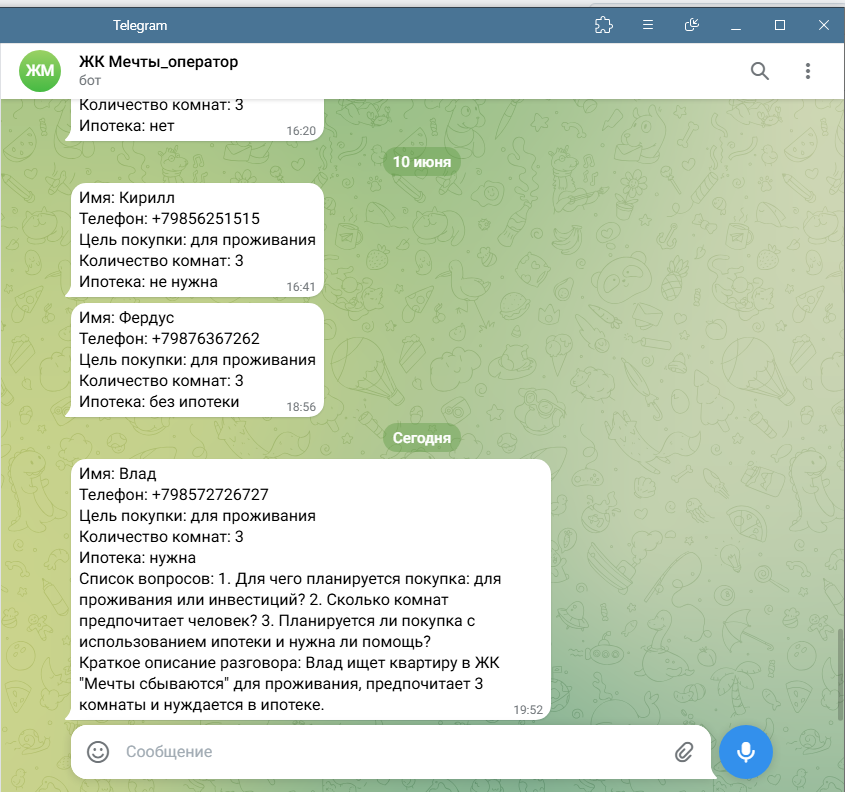 Telegram
ЖМ
ЖК Мечты_оператор
бот
Количество комнат: 3
Ипотека: нет
16:20
10 июня
Имя: Кирилл
Телефон: +79856251515
Цель покупки: для проживания
Количество комнат: 3
Ипотека: не нужна
16:41
Имя: Фердус
Телефон: +79876367262
Цель покупки: для проживания
Количество комнат: 3
Ипотека: без ипотеки
18:56
Сегодня
Имя: Влад
Телефон: +798572726727
Цель покупки: для проживания
Количество комнат: 3
Ипотека: нужна
Список вопросов: 1. Для чего планируется покупка: для
проживания или инвестиций? 2. Сколько комнат
предпочитает человек? 3. Планируется ли покупка с
использованием ипотеки и нужна ли помощь?
Краткое описание разговора: Влад ищет квартиру в ЖК
"Мечты сбываются" для проживания, предпочитает 3
комнаты и нуждается в ипотеке.
19:52
Сообщение